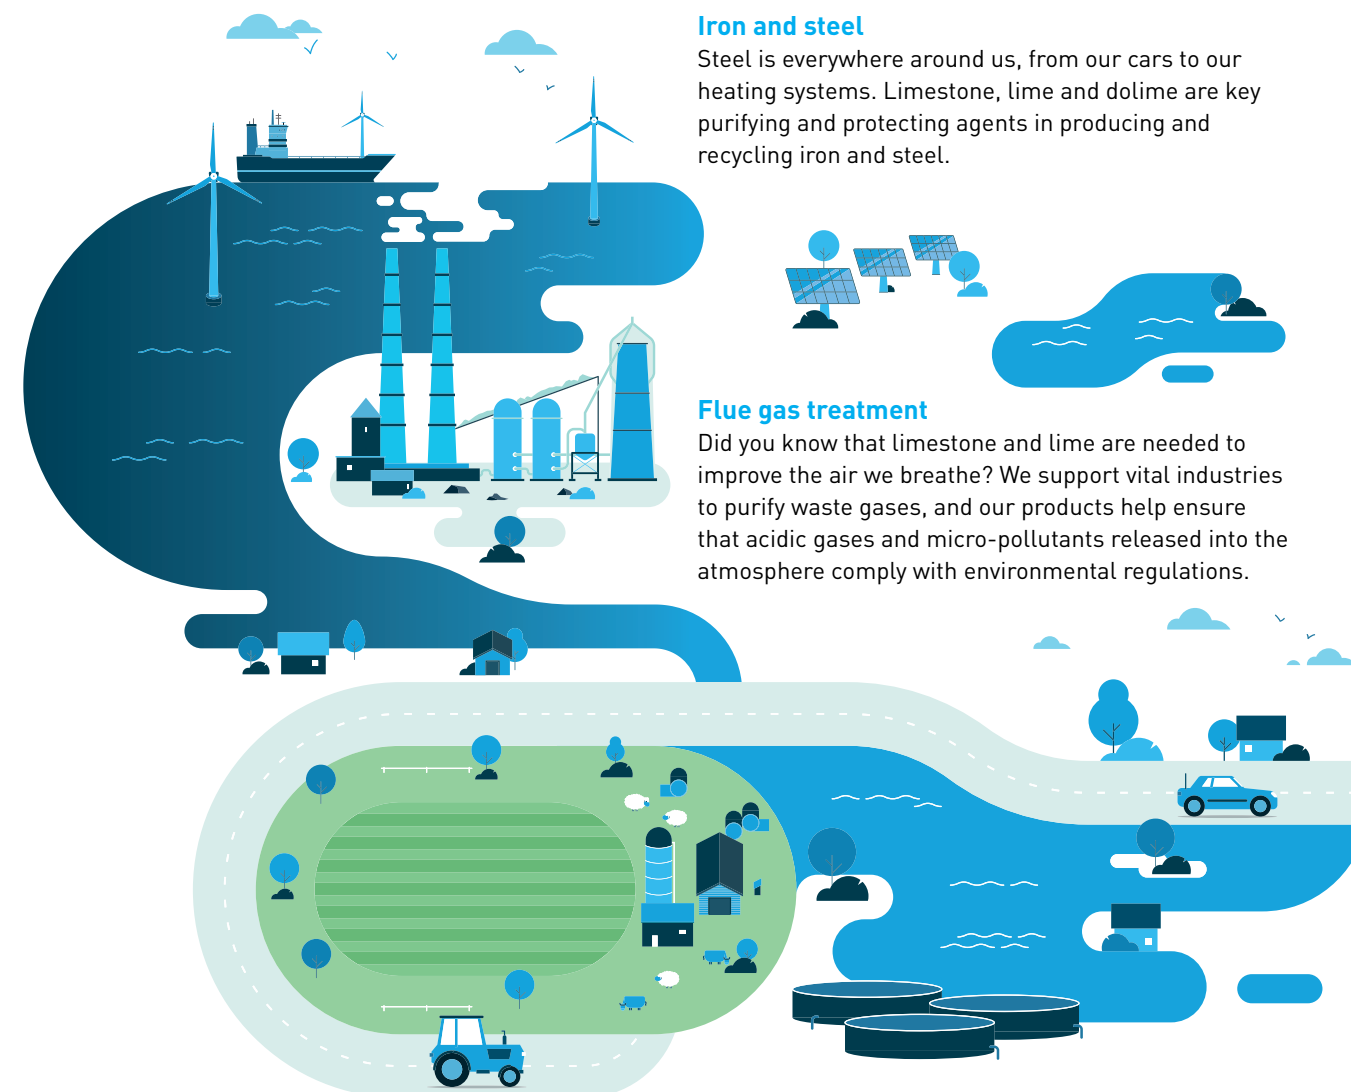 Iron and steel
Steel is everywhere around us, from our cars to our
heating systems. Limestone, lime and dolime are key
purifying and protecting agents in producing and
recycling iron and steel.
Flue gas treatment
Did you know that limestone and lime are needed to
improve the air we breathe? We support vital industries
to purify waste gases, and our products help ensure
that acidic gases and micro-pollutants released into the
atmosphere comply with environmental regulations.